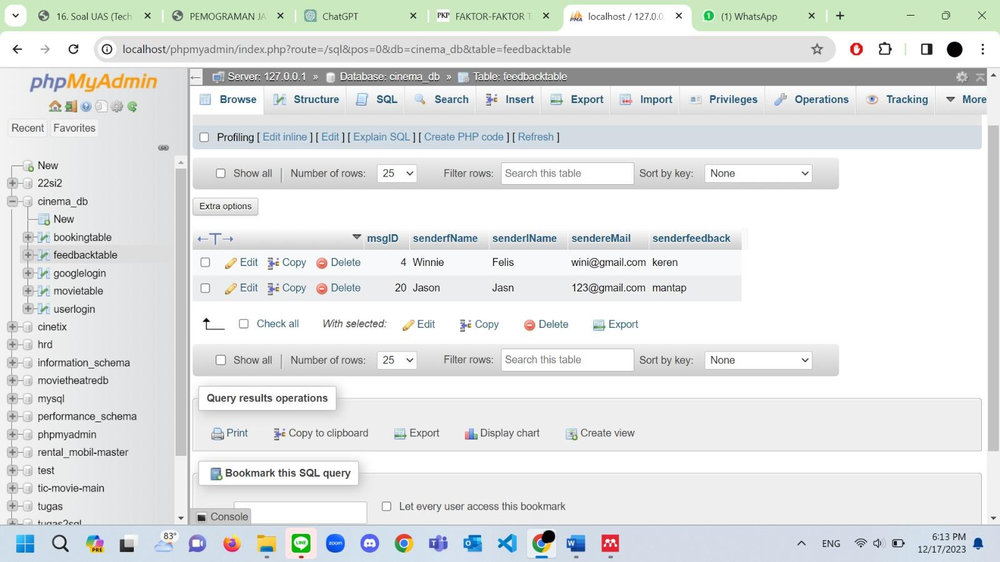 16. Soal UAS (Tech
PEMOGRAMAN JA
ChatGPT
PKP FAKTOR-FAKTOR T
PMA localhost / 127.0.0.
1 (1) WhatsApp
localhost/phpmyadmin/index.php?route=/sql&pos=0&db=cinema_db&table=feedbacktable
phpMyAdmin
Recent Favorites
New
22si2
cinema_db
New
bookingtable
feedbacktable
googlelogin
movietable
userlogin
cinetix
hrd
information_schema
movietheatredb
mysql
performance_schema
phpmyadmin
rental_mobil-master
test
tic-movie-main
tugas
tugas2sql
Server: 127.0.0.1 » Database: cinema_db » Table: feedbacktable
Browse Structure SQL Search Insert Export Import Privileges Operations Tracking More
Profiling [ Edit inline ] [ Edit ] [ Explain SQL ] [ Create PHP code ] [ Refresh ]
Show all | Number of rows: 25 Filter rows: Search this table Sort by key: None
Extra options
←T→ msgID senderfName senderlName sendereMail senderfeedback
Edit Copy Delete 4 Winnie Felis wini@gmail.com keren
Edit Copy Delete 20 Jason Jasn 123@gmail.com mantap
Check all With selected: Edit Copy Delete Export
Show all | Number of rows: 25 Filter rows: Search this table Sort by key: None
Query results operations
Print Copy to clipboard Export Display chart Create view
Bookmark this SQL query
Let every user access this bookmark
Console
PRE
83°
LINE
zoom
ENG
6:13 PM
12/17/2023